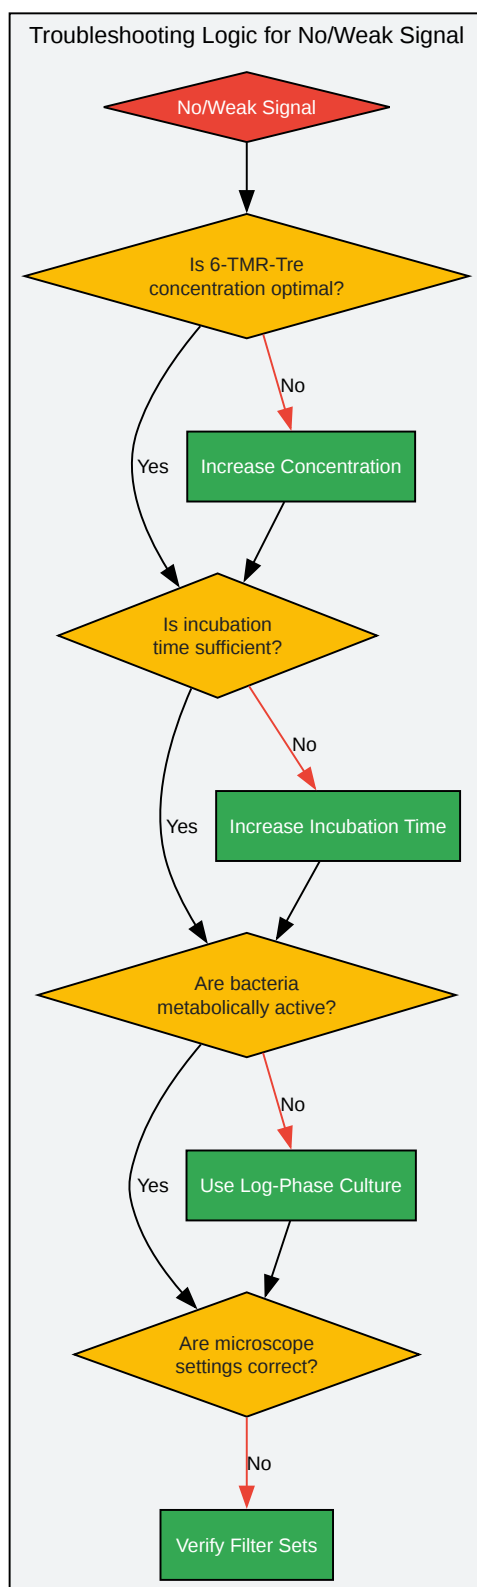 Troubleshooting Logic for No/Weak Signal
No/Weak Signal
Is 6-TMR-Tre
concentration optimal?
No
Yes
Increase Concentration
Is incubation
time sufficient?
No
Yes
Increase Incubation Time
Are bacteria
metabolically active?
No
Yes
Use Log-Phase Culture
Are microscope
settings correct?
No
Verify Filter Sets